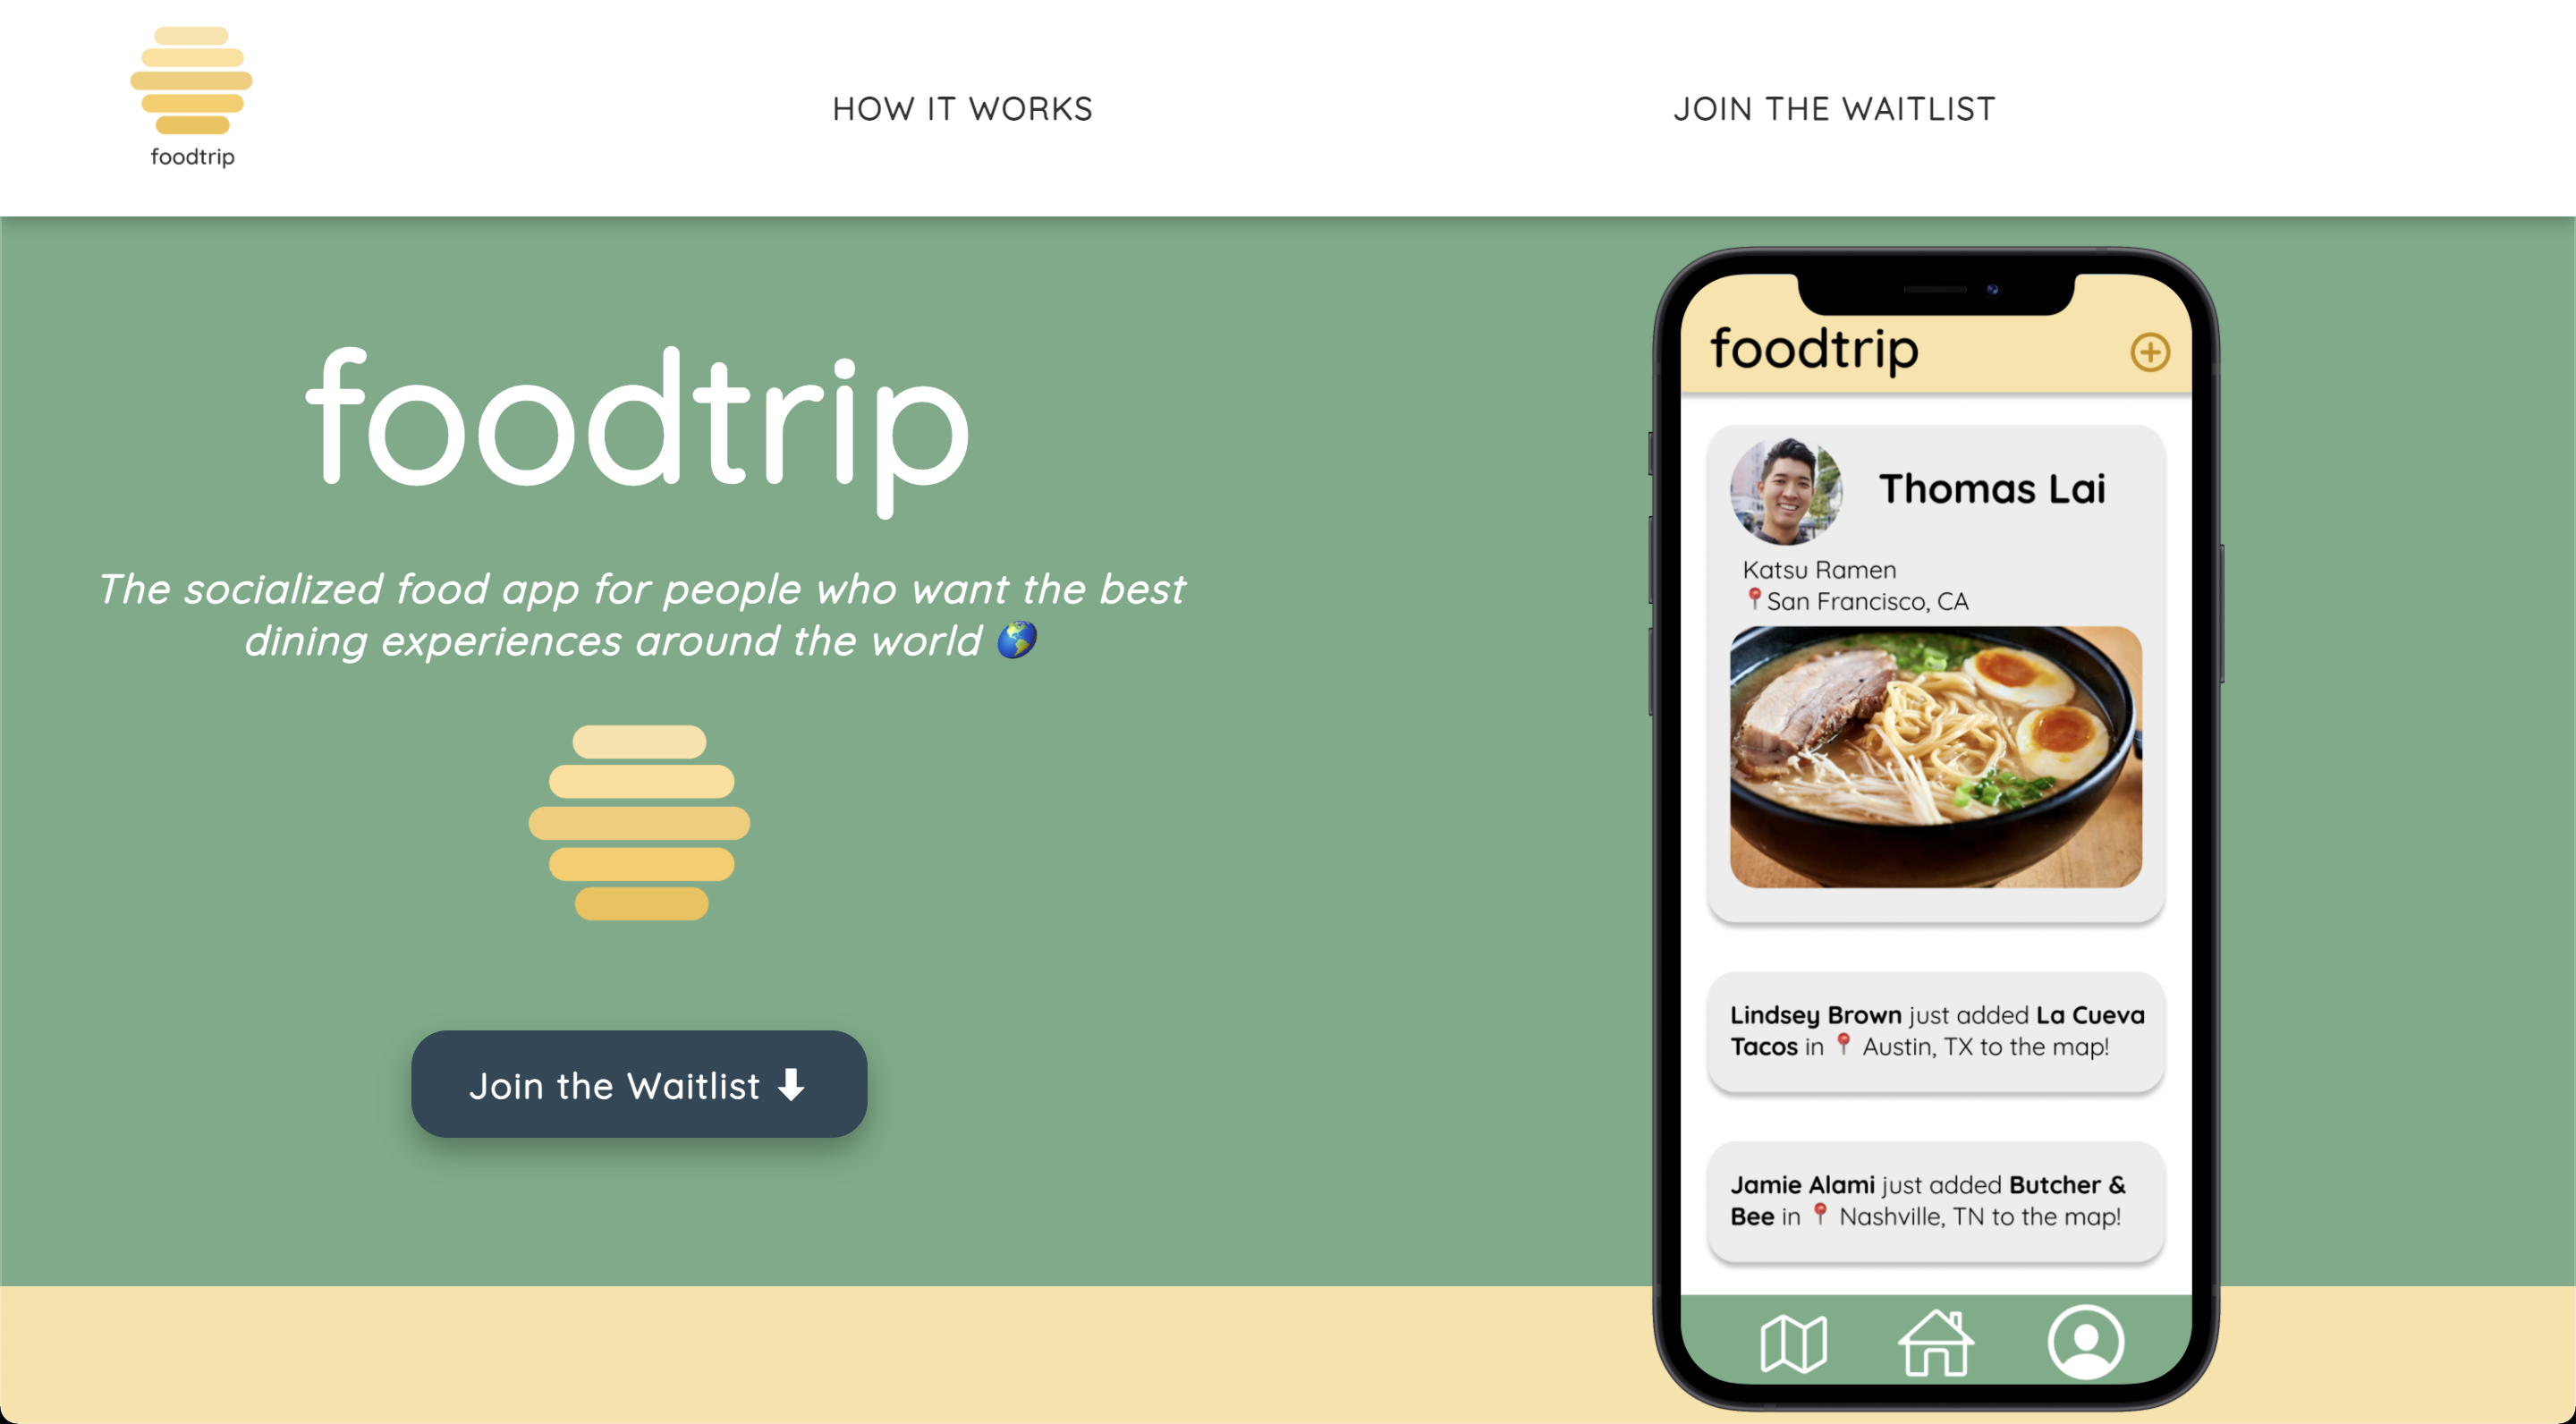 foodtrip
HOW IT WORKS
JOIN THE WAITLIST
foodtrip
The socialized food app for people who want the best
dining experiences around the world 🌎
Join the Waitlist ⬇
foodtrip
Thomas Lai
Katsu Ramen
📍San Francisco, CA
Lindsey Brown just added La Cueva
Tacos in 📍 Austin, TX to the map!
Jamie Alami just added Butcher &
Bee in 📍 Nashville, TN to the map!